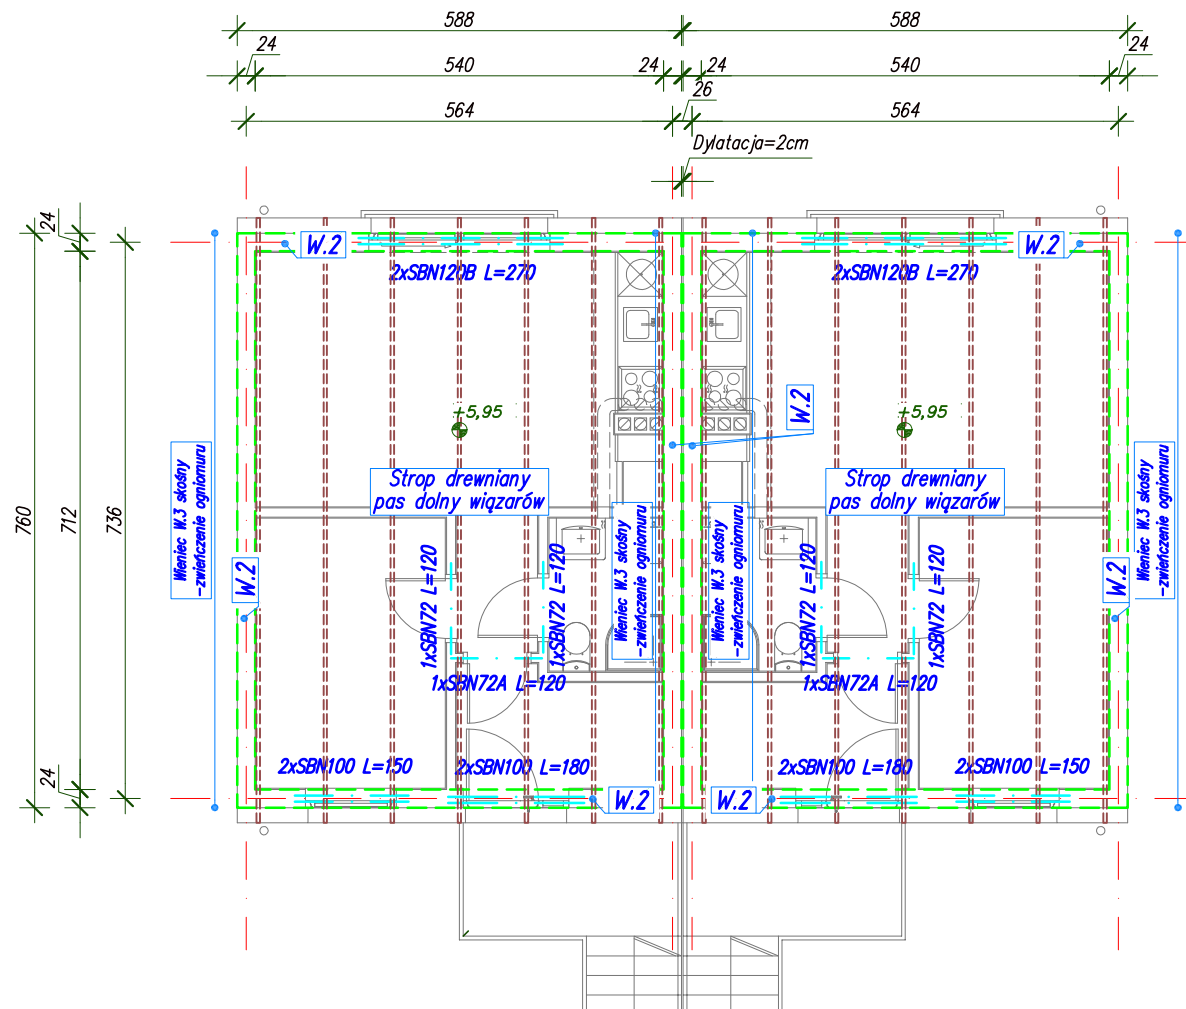 588
588
24
24
540
24
24
540
26
564
564
Dylatacja=2cm
24
W.2
W.2
2xSBN120B L=270
2xSBN120B L=270
W.2
+5,95
+5,95
Strop drewniany
pas dolny wiązarów
Strop drewniany
pas dolny wiązarów
760
712
736
Wieniec W.3 skośny
-zwieńczenie ogniomuru
Wieniec W.3 skośny
-zwieńczenie ogniomuru
Wieniec W.3 skośny
-zwieńczenie ogniomuru
Wieniec W.3 skośny
-zwieńczenie ogniomuru
W.2
W.2
1xSBN72 L=120
1xSBN72 L=120
1xSBN72 L=120
1xSBN72 L=120
1xSBN72A L=120
1xSBN72A L=120
24
2xSBN100 L=150
2xSBN100 L=180
2xSBN100 L=180
2xSBN100 L=150
W.2
W.2